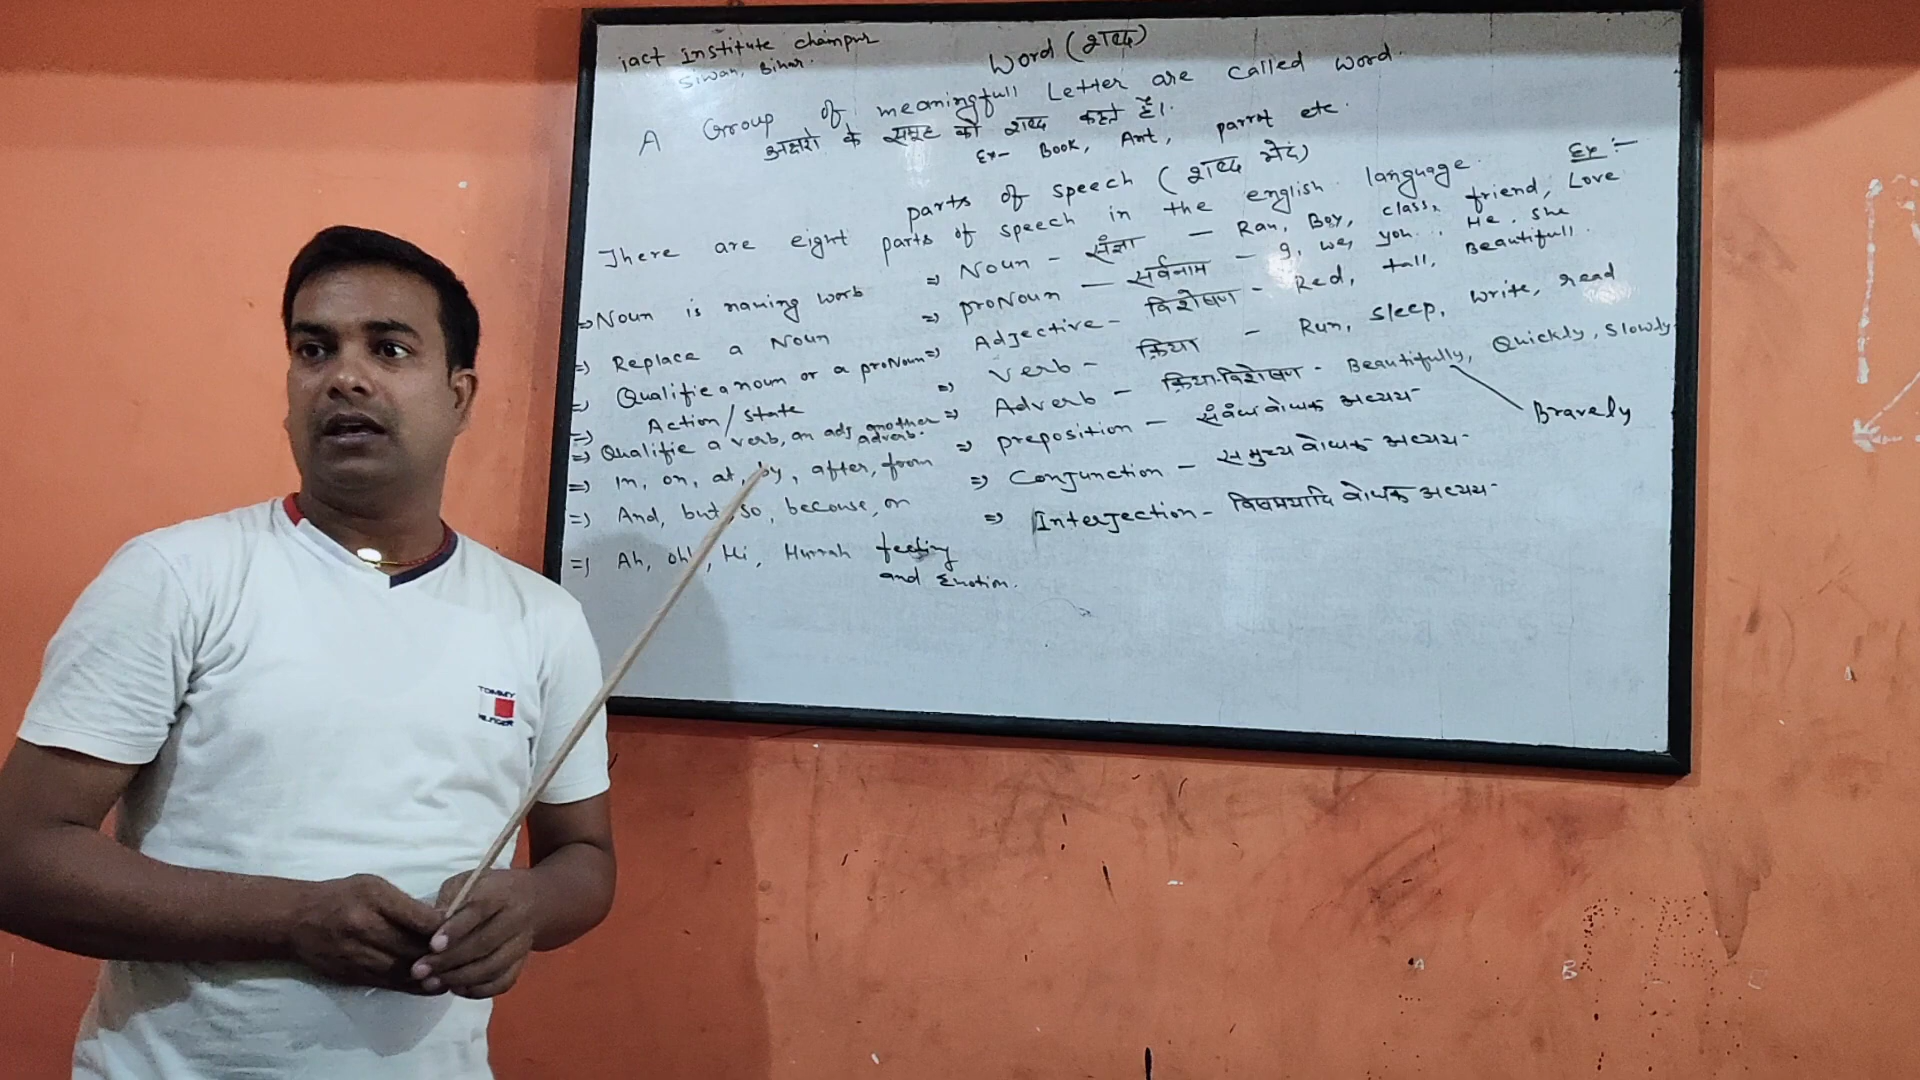 iact institute chainpur
Siwan, Bihar.
Word (शब्द)
A Group of meaningfull Letter are called word.
अक्षरो के समूह को शब्द कहते हैं।
Ex- Book, Ant, parrot etc.
parts of speech (शब्द भेद)
There are eight parts of speech in the english language.
Ex :-
⇒ Noun is naming worb
⇒ Noun - संज्ञा - Ram, Boy, class, friend, Love
⇒ Replace a Noun
⇒ proNoun - सर्वनाम - I, we, you, He, She
⇒ Qualifie a noun or a proNoun
⇒ Adjective - विशेषण - Red, tall, Beautifull.
⇒ Action/state
⇒ verb - क्रिया - Run, sleep, write, read
⇒ Qualifie a verb, an adj another adverb.
⇒ Adverb - क्रिया-विशेषण - Beautifully, Quickly, Slowly
Bravely
⇒ In, on, at, by, after, from
⇒ preposition - संबंध बोधक अव्यय-
⇒ And, but, so, becouse, or
⇒ Conjunction - समुच्य बोधक अव्यय-
⇒ Ah, oh!, Hi, Hurrah feeling and Emotion.
⇒ Interjection - विषमयादि बोधक अव्यय-
TOMMY
HILFIGER
A
B
C